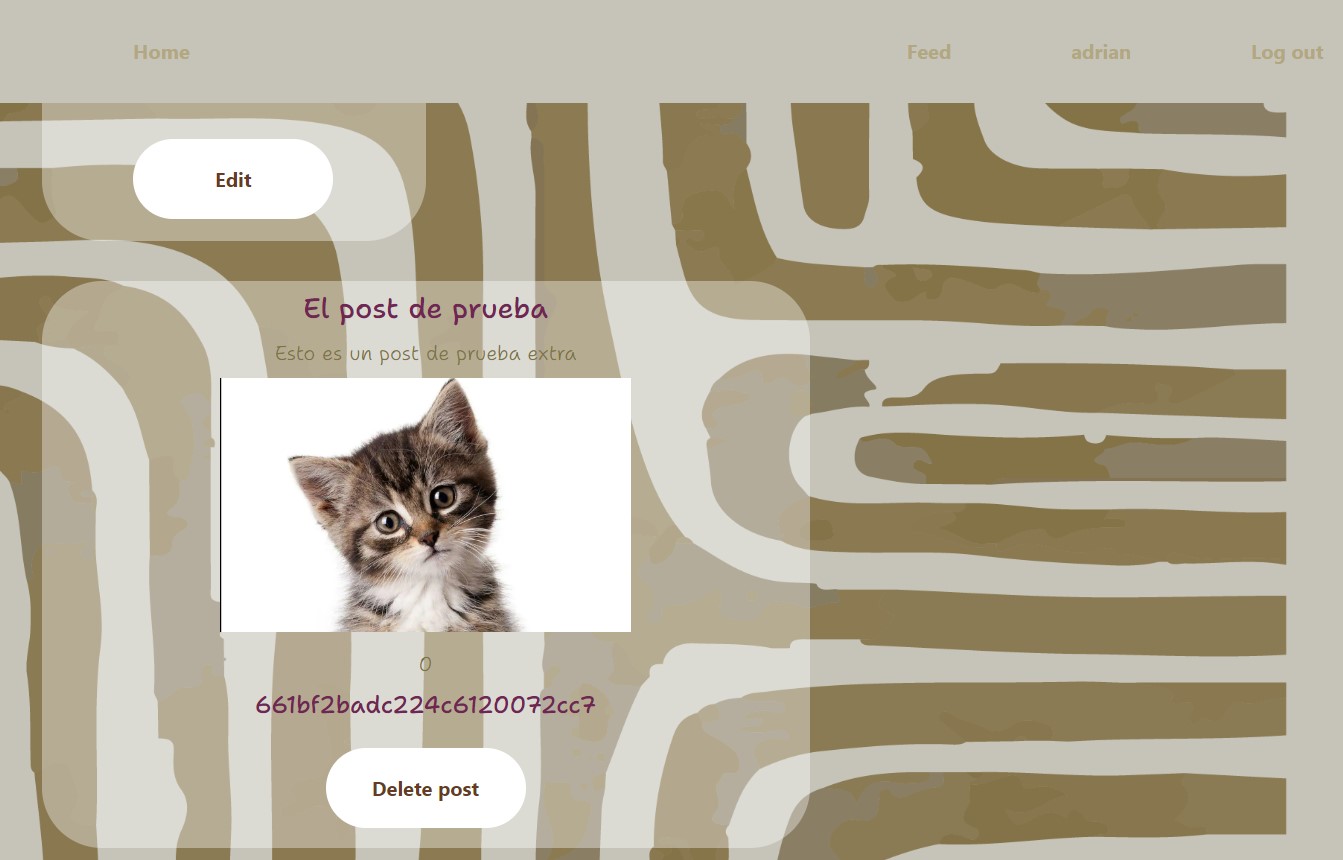 Home Feed adrian Log out
Edit
El post de prueba
Esto es un post de prueba extra
0
661bf2badc224c6120072cc7
Delete post